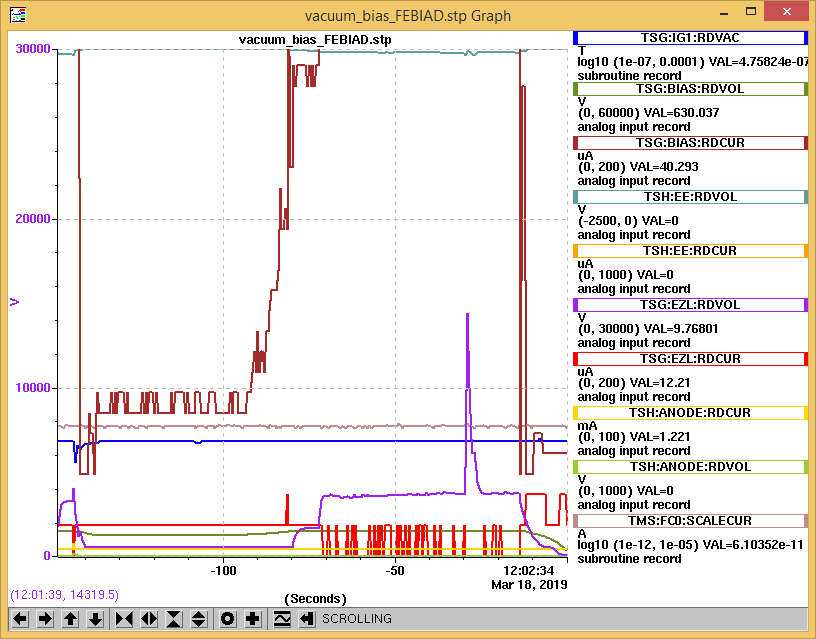 vacuum_bias_FEBIAD.stp Graph
vacuum_bias_FEBIAD.stp
30000
20000
V
10000
0
-100
-50
12:02:34
Mar 18, 2019
(12:01:39, 14319.5)
(Seconds)
SCROLLING
TSG:IG1:RDVAC
T
log10 (1e-07, 0.0001) VAL=4.75824e-07
subroutine record
TSG:BIAS:RDVOL
V
(0, 60000) VAL=630.037
analog input record
TSG:BIAS:RDCUR
uA
(0, 200) VAL=40.293
analog input record
TSH:EE:RDVOL
V
(-2500, 0) VAL=0
analog input record
TSH:EE:RDCUR
uA
(0, 1000) VAL=0
analog input record
TSG:EZL:RDVOL
V
(0, 30000) VAL=9.76801
analog input record
TSG:EZL:RDCUR
uA
(0, 200) VAL=12.21
analog input record
TSH:ANODE:RDCUR
mA
(0, 100) VAL=1.221
analog input record
TSH:ANODE:RDVOL
V
(0, 1000) VAL=0
analog input record
TMS:FC0:SCALECUR
A
log10 (1e-12, 1e-05) VAL=6.10352e-11
subroutine record